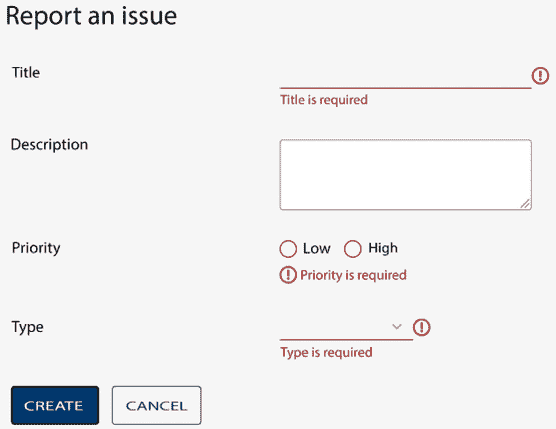 Report an issue
Title
Title is required
Description
Priority
Low High
Priority is required
Type
Type is required
CREATE CANCEL